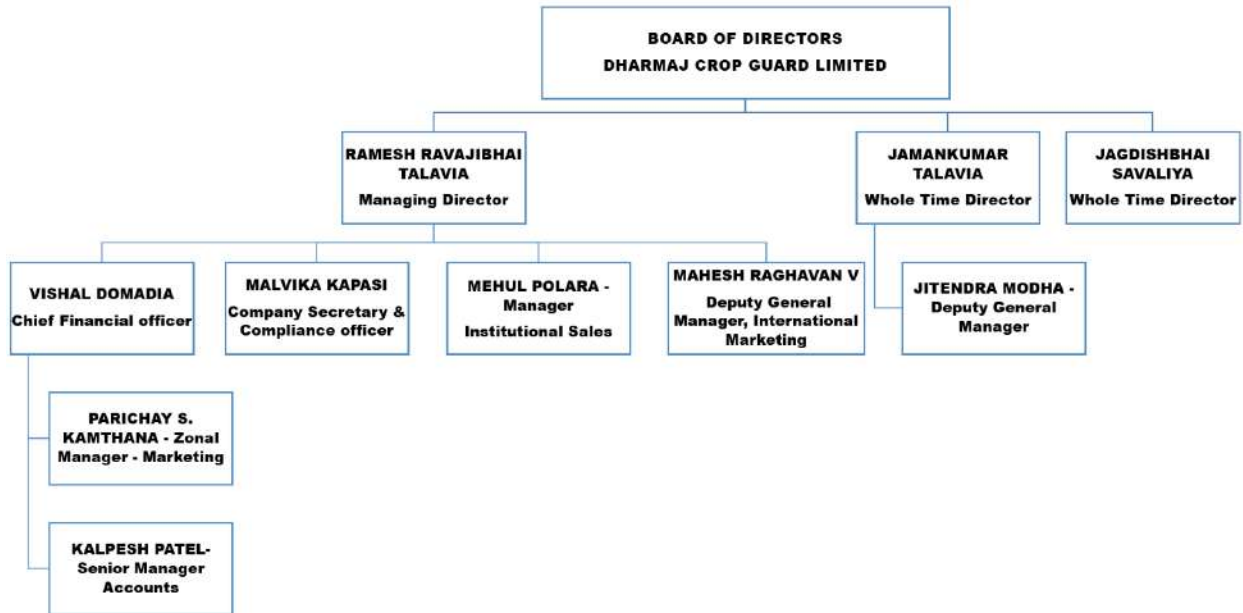 BOARD OF DIRECTORS
DHARMAJ CROP GUARD LIMITED
RAMESH RAVAJIBHAI
TALAVIA
Managing Director
JAMANKUMAR
TALAVIA
Whole Time Director
JAGDISHBHAI
SAVALIYA
Whole Time Director
VISHAL DOMADIA
Chief Financial officer
MALVIKA KAPASI
Company Secretary &
Compliance officer
MEHUL POLARA -
Manager
Institutional Sales
MAHESH RAGHAVAN V
Deputy General
Manager, International
Marketing
JITENDRA MODHA -
Deputy General
Manager
PARICHAY S.
KAMTHANA - Zonal
Manager - Marketing
KALPESH PATEL-
Senior Manager
Accounts